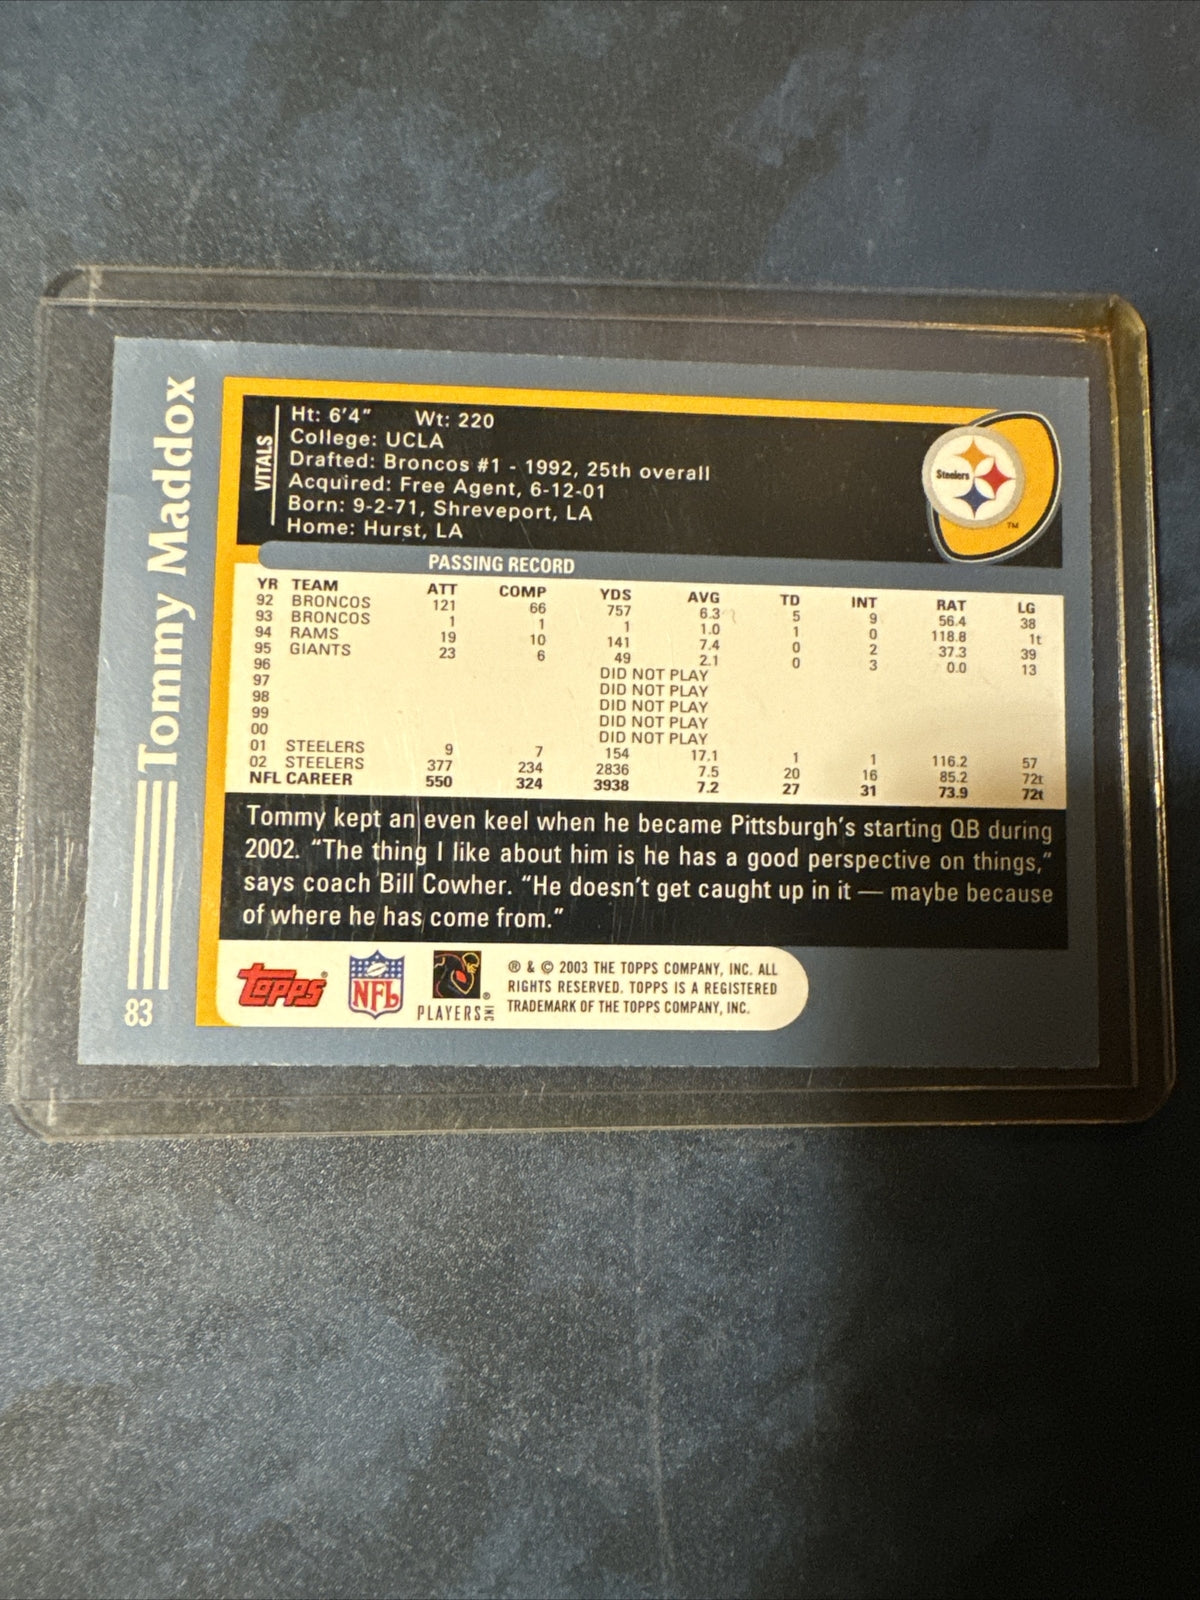 Tommy Maddox
83
VITALS
Ht: 6'4" Wt: 220
College: UCLA
Drafted: Broncos #1 - 1992, 25th overall
Acquired: Free Agent, 6-12-01
Born: 9-2-71, Shreveport, LA
Home: Hurst, LA
Steelers
TM
PASSING RECORD
YR TEAM ATT COMP YDS AVG TD INT RAT LG
92 BRONCOS 121 66 757 6.3 5 9 56.4 38
93 BRONCOS 1 1 1 1.0 1 0 118.8 1t
94 RAMS 19 10 141 7.4 0 2 37.3 39
95 GIANTS 23 6 49 2.1 0 3 0.0 13
96 DID NOT PLAY
97 DID NOT PLAY
98 DID NOT PLAY
99 DID NOT PLAY
00 DID NOT PLAY
01 STEELERS 9 7 154 17.1 1 1 116.2 57
02 STEELERS 377 234 2836 7.5 20 16 85.2 72t
NFL CAREER 550 324 3938 7.2 27 31 73.9 72t
Tommy kept an even keel when he became Pittsburgh's starting QB during
2002. "The thing I like about him is he has a good perspective on things,"
says coach Bill Cowher. "He doesn't get caught up in it — maybe because
of where he has come from."
Topps®
NFL
PLAYERS INC ®
® & © 2003 THE TOPPS COMPANY, INC. ALL
RIGHTS RESERVED. TOPPS IS A REGISTERED
TRADEMARK OF THE TOPPS COMPANY, INC.